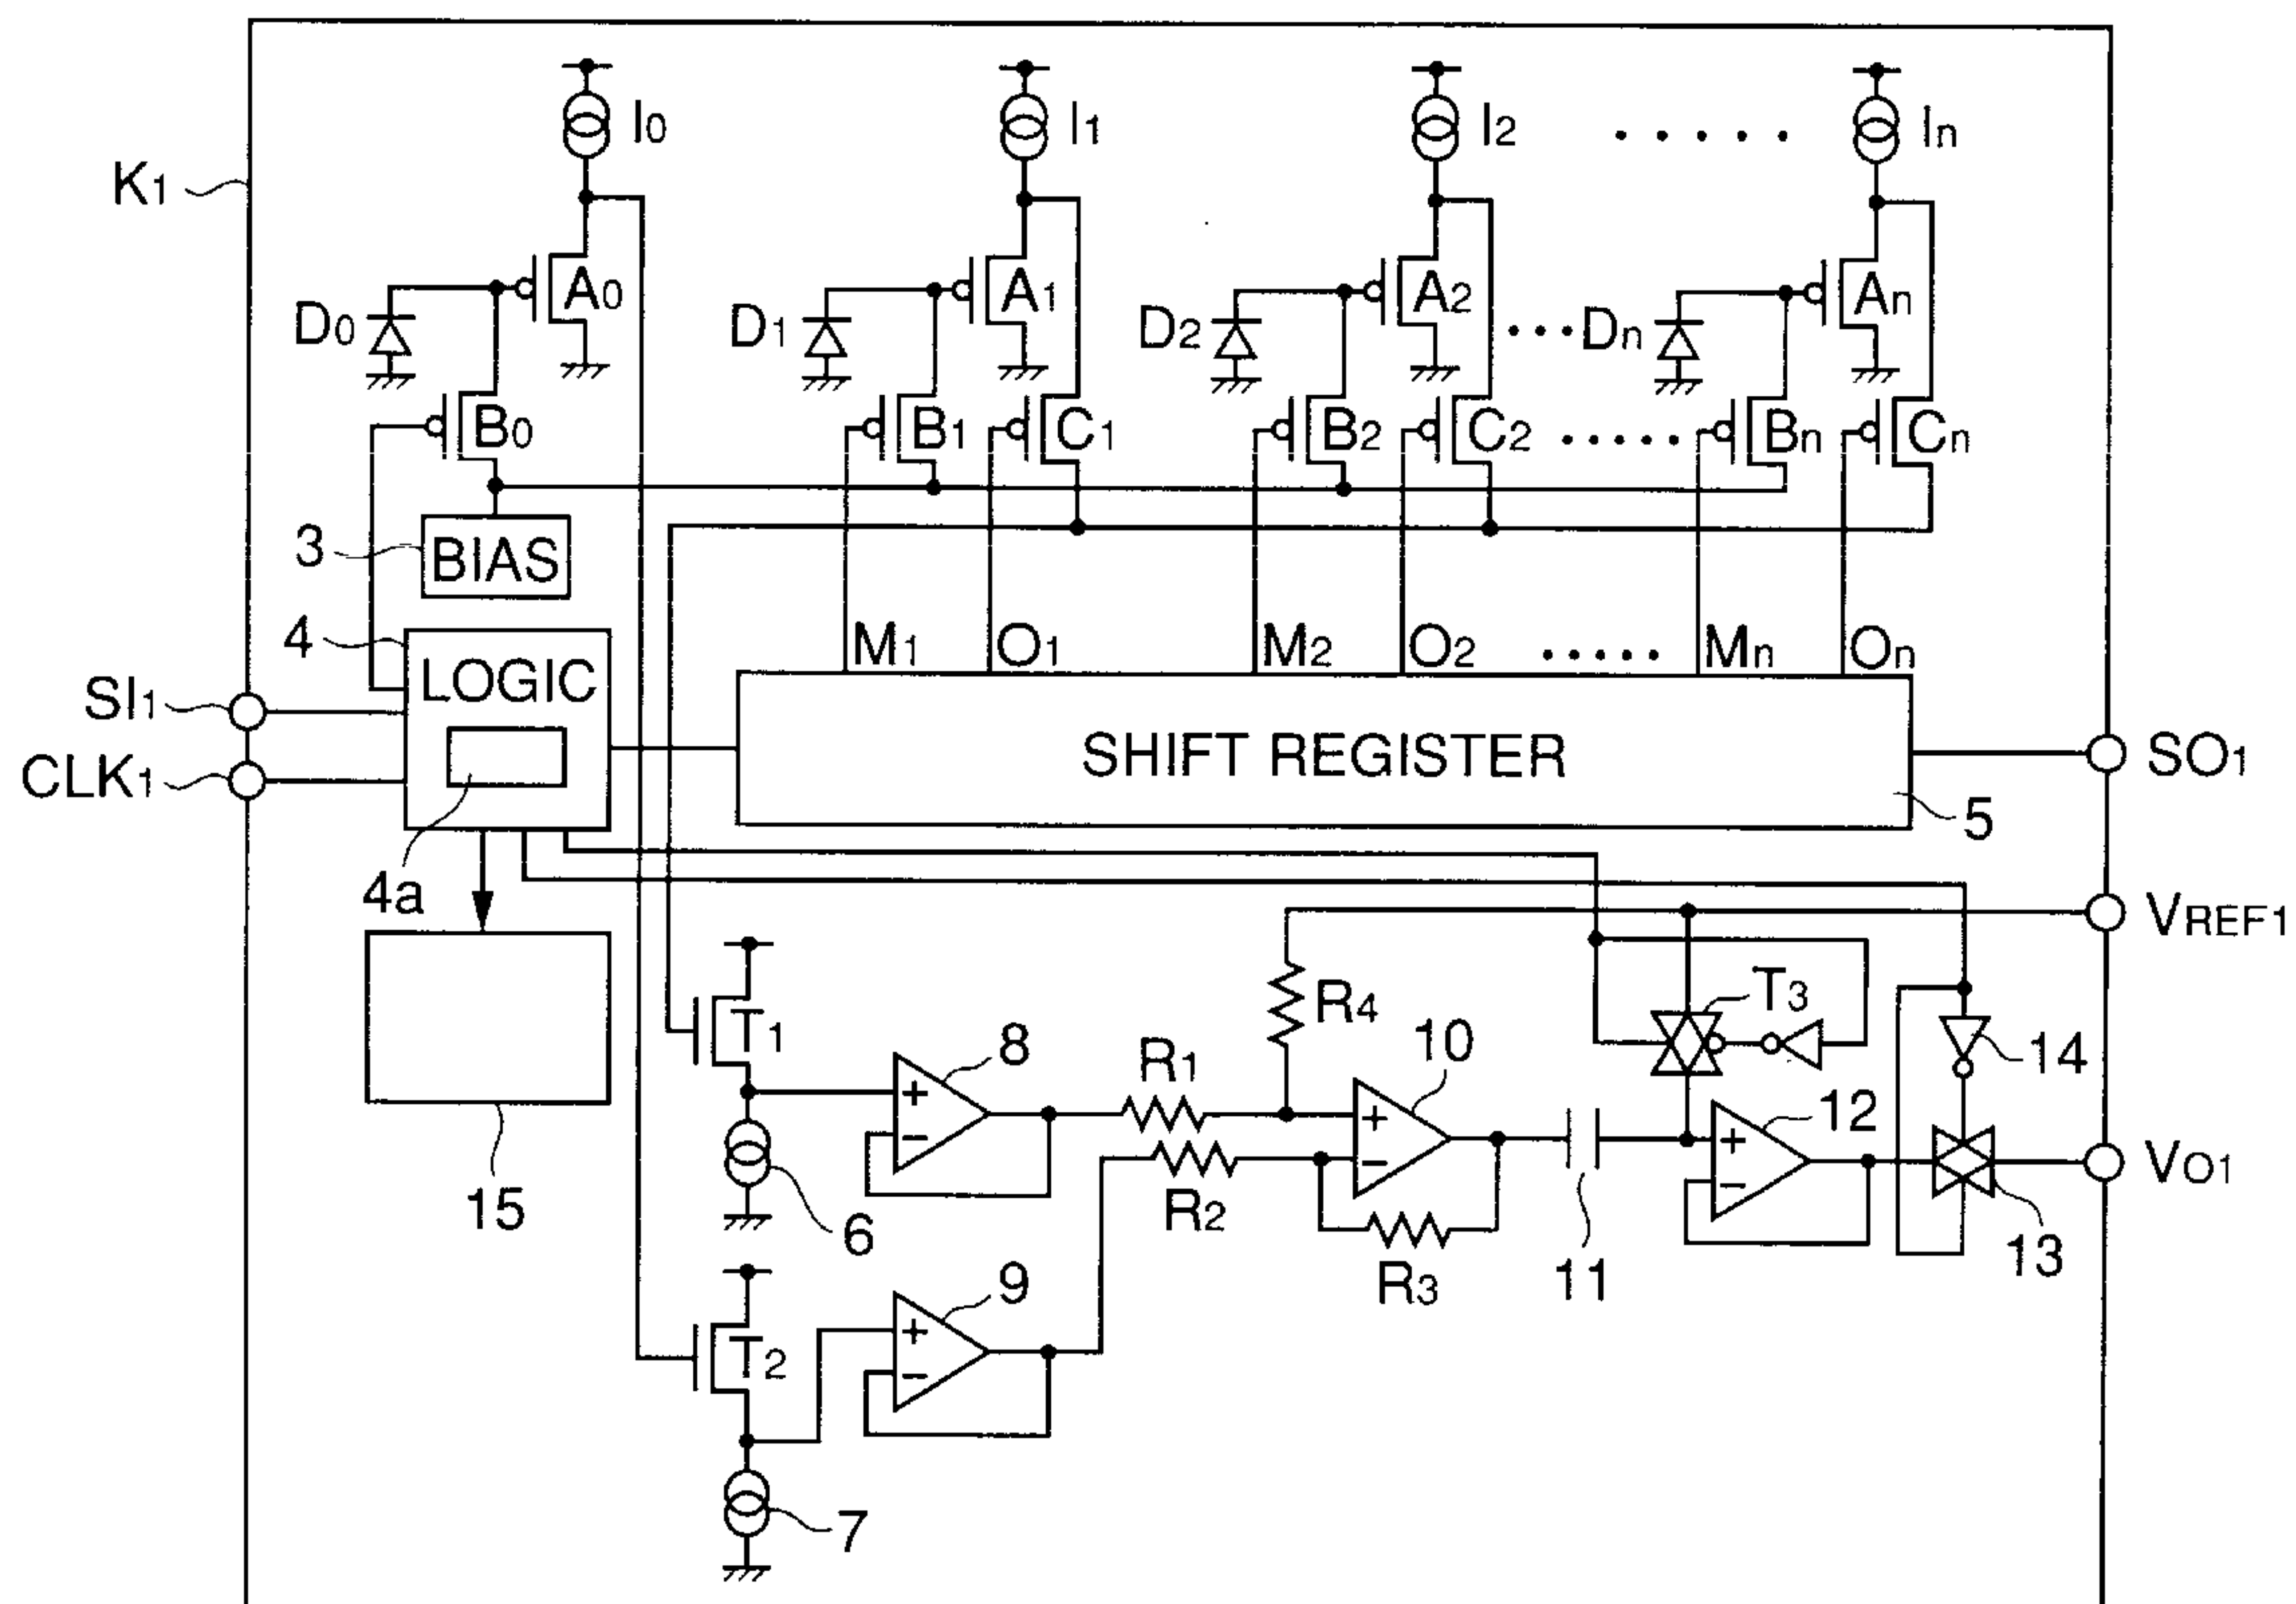 I0 I1 I2 ..... In
K1
A0 A1 A2 An
D0 D1 D2 ...Dn
B0 B1 C1 B2 C2 ..... Bn Cn
3 BIAS
4 LOGIC M1 O1 M2 O2 ..... Mn On
SI1
SHIFT REGISTER SO1
CLK1
5
4a
VREF1
T3
R4
T1 8 10 14
R1
+ + 12
− − +
15 R2 − VO1
6 13
9 R3 11
+
T2
−
7